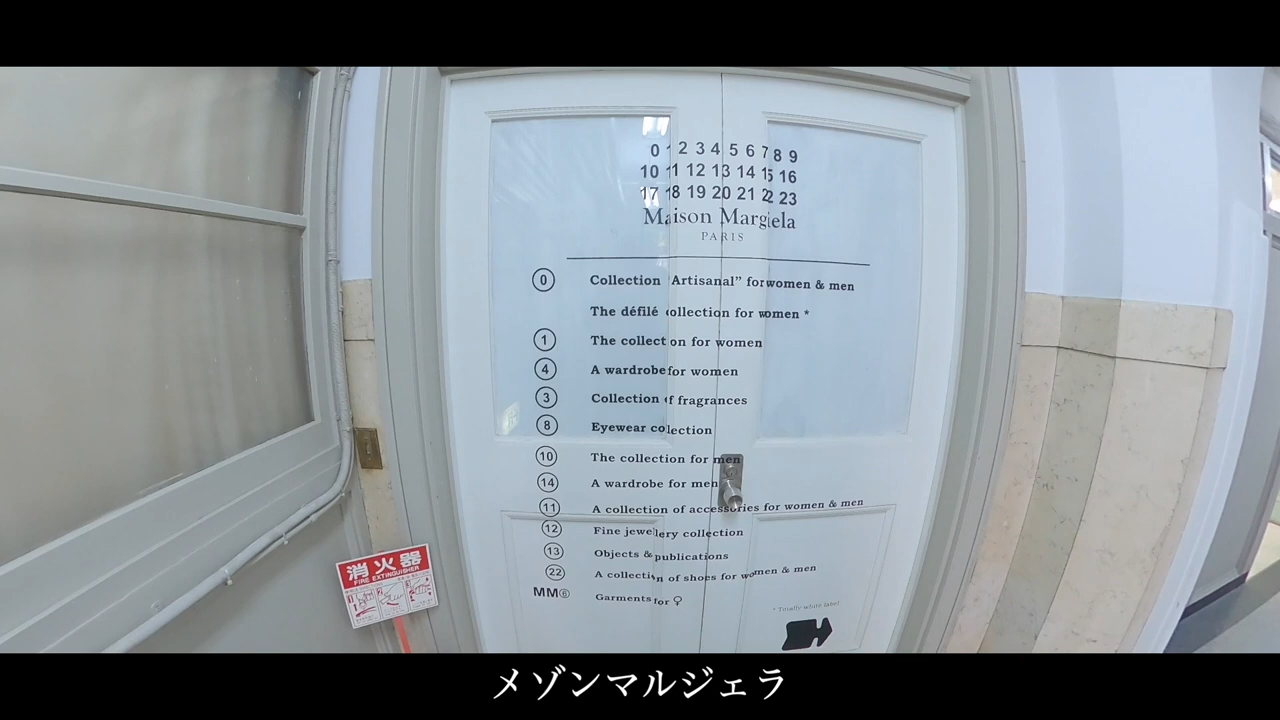 0 1 2 3 4 5 6 7 8 9
10 11 12 13 14 15 16
17 18 19 20 21 22 23
Maison Margiela
PARIS
0 Collection "Artisanal" for women & men
The défilé collection for women *
1 The collection for women
4 A wardrobe for women
3 Collection of fragrances
8 Eyewear collection
10 The collection for men
14 A wardrobe for men
11 A collection of accessories for women & men
12 Fine jewellery collection
13 Objects & publications
22 A collection of shoes for women & men
MM⑥ Garments for ♀
* Totally white label
消火器
FIRE EXTINGUISHER
メゾンマルジェラ